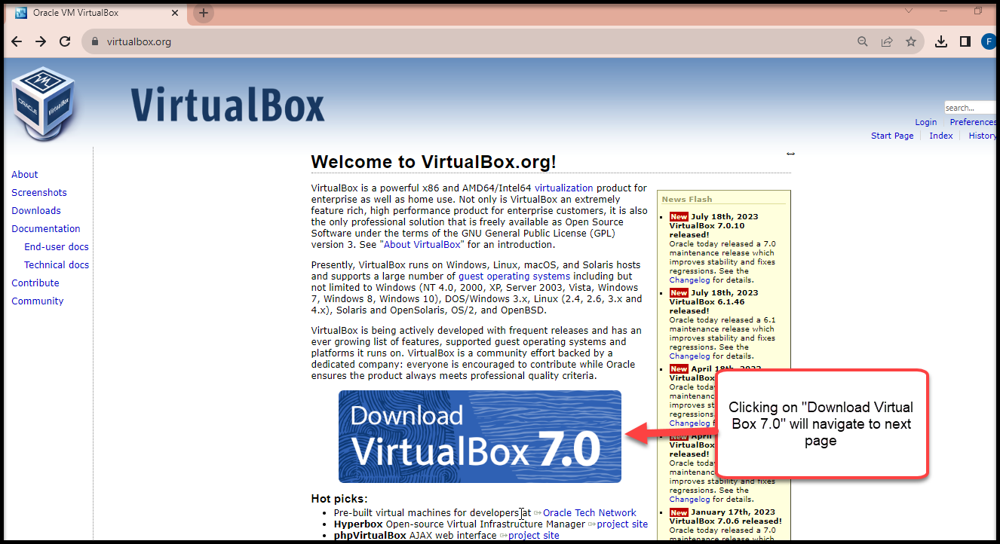 Oracle VM VirtualBox
virtualbox.org
F
ORACLE
VirtualBox
VirtualBox
search...
Login
Preferences
Start Page
Index
History
About
Screenshots
Downloads
Documentation
End-user docs
Technical docs
Contribute
Community
Welcome to VirtualBox.org!
VirtualBox is a powerful x86 and AMD64/Intel64 virtualization product for
enterprise as well as home use. Not only is VirtualBox an extremely
feature rich, high performance product for enterprise customers, it is also
the only professional solution that is freely available as Open Source
Software under the terms of the GNU General Public License (GPL)
version 3. See "About VirtualBox" for an introduction.
Presently, VirtualBox runs on Windows, Linux, macOS, and Solaris hosts
and supports a large number of guest operating systems including but
not limited to Windows (NT 4.0, 2000, XP, Server 2003, Vista, Windows
7, Windows 8, Windows 10), DOS/Windows 3.x, Linux (2.4, 2.6, 3.x and
4.x), Solaris and OpenSolaris, OS/2, and OpenBSD.
VirtualBox is being actively developed with frequent releases and has an
ever growing list of features, supported guest operating systems and
platforms it runs on. VirtualBox is a community effort backed by a
dedicated company: everyone is encouraged to contribute while Oracle
ensures the product always meets professional quality criteria.
Download
VirtualBox 7.0
Hot picks:
Pre-built virtual machines for developers at Oracle Tech Network
Hyperbox Open-source Virtual Infrastructure Manager project site
phpVirtualBox AJAX web interface project site
News Flash
New July 18th, 2023
VirtualBox 7.0.10
released!
Oracle today released a 7.0
maintenance release which
improves stability and fixes
regressions. See the
Changelog for details.
New July 18th, 2023
VirtualBox 6.1.46
released!
Oracle today released a 6.1
maintenance release which
improves stability and fixes
regressions. See the
Changelog for details.
New April 18th, 2023
VirtualBox
Oracle toda
maintenanc
improves s
regressions.
Changelog f
New April
VirtualBox
released!
Oracle toda
maintenanc
improves stability and fixes
regressions. See the
Changelog for details.
New January 17th, 2023
VirtualBox 7.0.6 released!
Oracle today released a 7.0
maintenance release which
Clicking on "Download Virtual
Box 7.0" will navigate to next
page